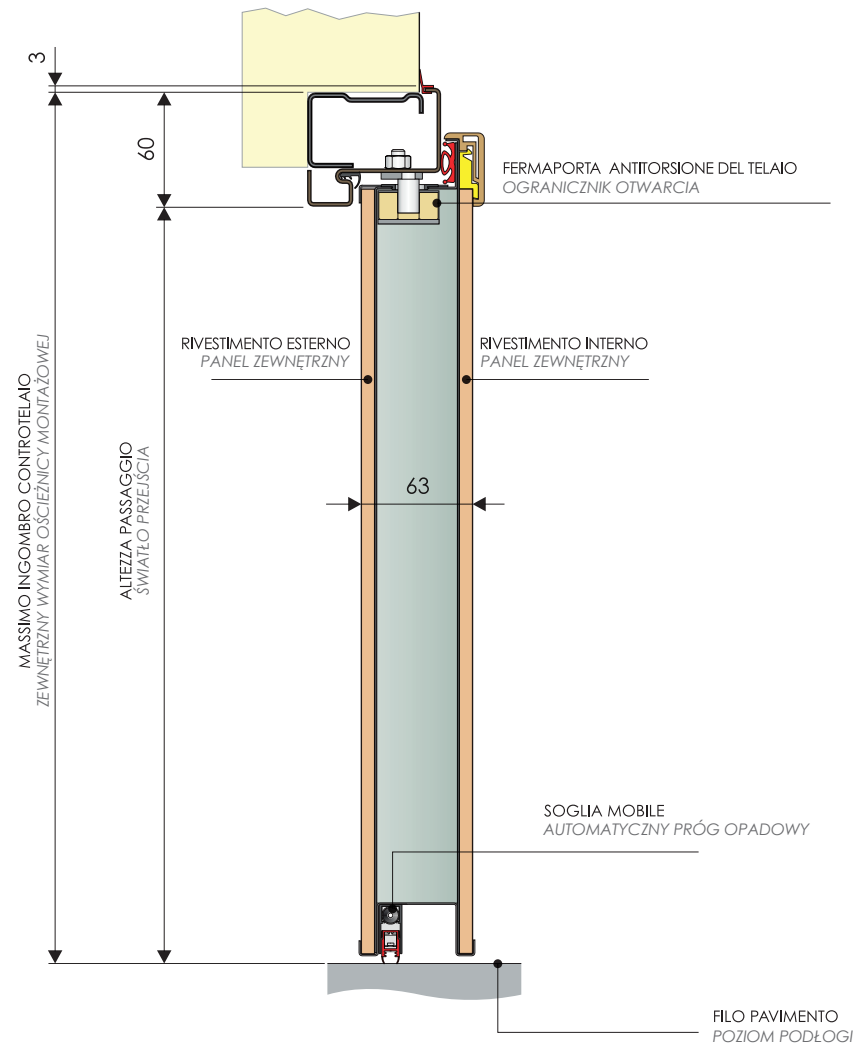 3
60
FERMAPORTA ANTITORSIONE DEL TELAIO
OGRANICZNIK OTWARCIA
RIVESTIMENTO ESTERNO
PANEL ZEWNĘTRZNY
RIVESTIMENTO INTERNO
PANEL ZEWNĘTRZNY
MASSIMO INGOMBRO CONTROTELAIO
ZEWNĘTRZNY WYMIAR OŚCIEŻNICY MONTAŻOWEJ
ALTEZZA PASSAGGIO
ŚWIATŁO PRZEJŚCIA
63
SOGLIA MOBILE
AUTOMATYCZNY PRÓG OPADOWY
FILO PAVIMENTO
POZIOM PODŁOGI